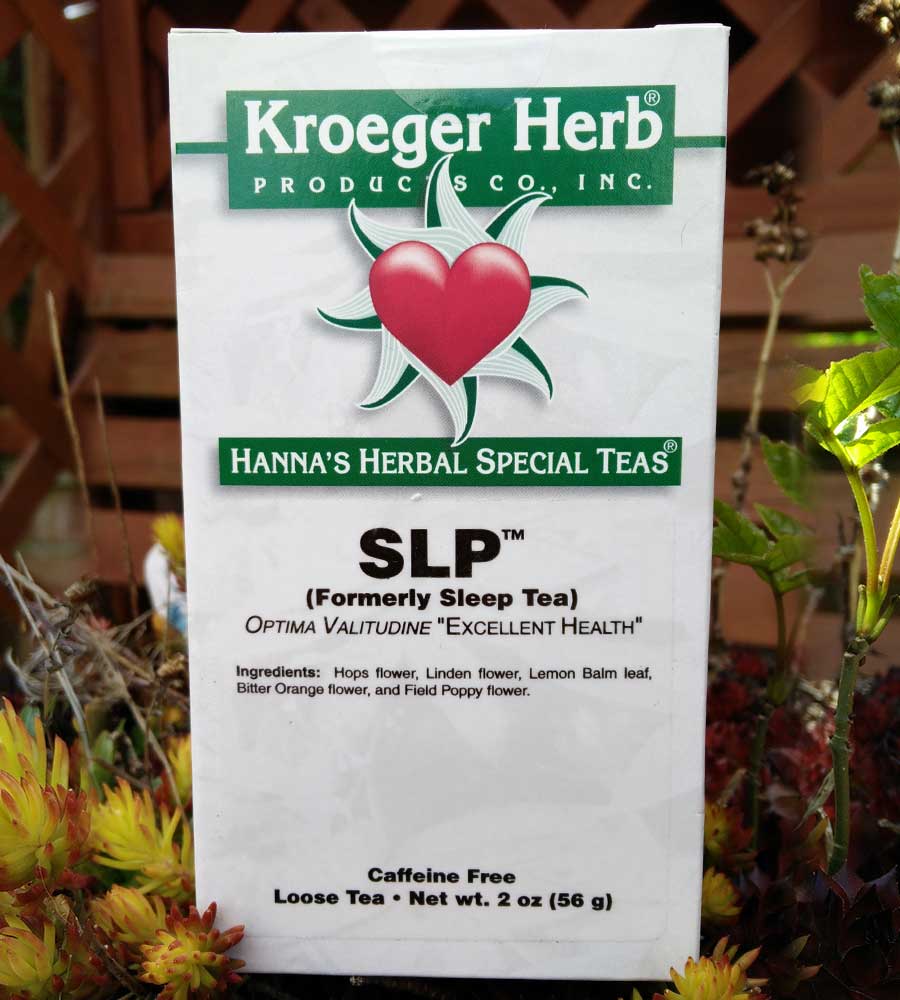 Kroeger Herb®
PRODUCTS CO., INC.
HANNA'S HERBAL SPECIAL TEAS®
SLP™
(Formerly Sleep Tea)
OPTIMA VALITUDINE "EXCELLENT HEALTH"
Ingredients: Hops flower, Linden flower, Lemon Balm leaf,
Bitter Orange flower, and Field Poppy flower.
Caffeine Free
Loose Tea • Net wt. 2 oz (56 g)